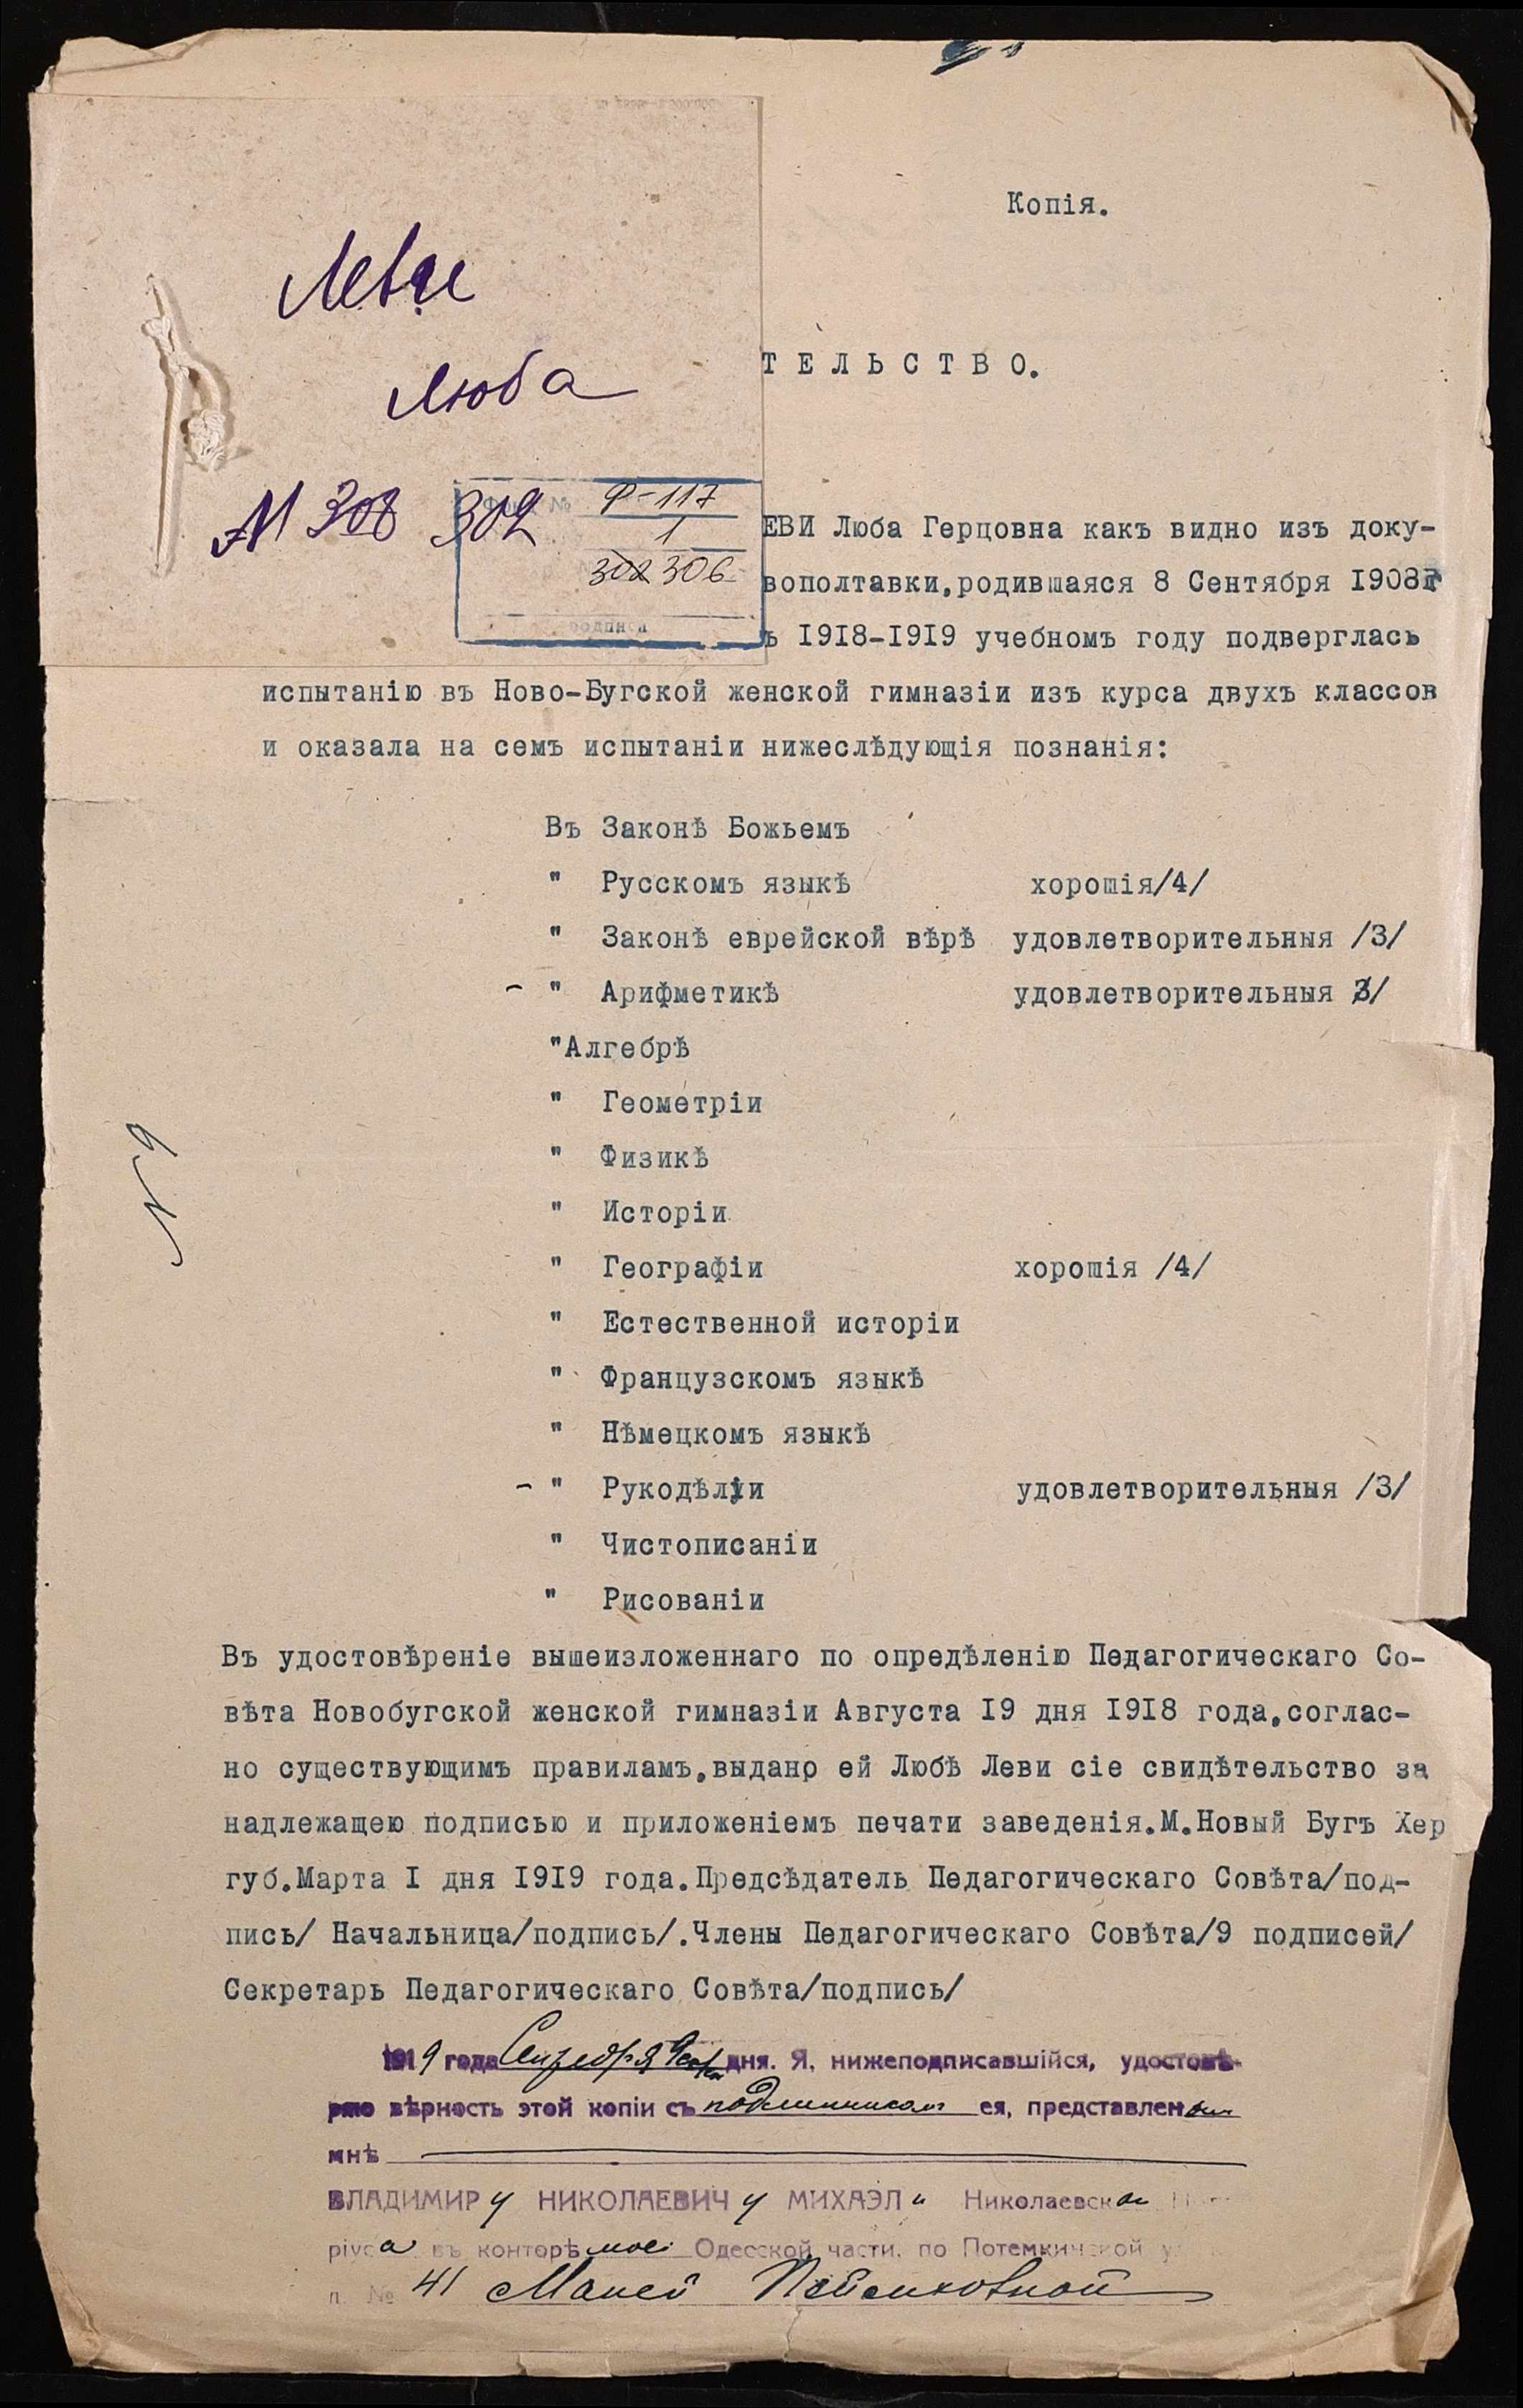 Копія.
Леви
Люба
ТЕЛЬСТВО.
N 308 302
№ Ф-117
1
302 306
ЕВИ Люба Герцовна какъ видно изъ доку-
вополтавки,родившаяся 8 Сентября 1908г
ъ 1918-1919 учебномъ году подверглась
испытанію въ Ново-Бугской женской гимназіи изъ курса двухъ классов
и оказала на семъ испытаніи нижеслѣдующія познанія:
Въ Законѣ Божьемъ
" Русскомъ языкѣ хорошія/4/
" Законѣ еврейской вѣрѣ удовлетворительныя /3/
- " Арифметикѣ удовлетворительныя 3/
"Алгебрѣ
" Геометріи
" Физикѣ
N 9
" Исторіи
" Географіи хорошія /4/
" Естественной исторіи
" Французскомъ языкѣ
" Нѣмецкомъ языкѣ
- " Рукодѣліи удовлетворительныя /3/
" Чистописаніи
" Рисованіи
Въ удостовѣреніе вышеизложеннаго по опредѣленію Педагогическаго Со-
вѣта Новобугской женской гимназіи Августа 19 дня 1918 года,соглас-
но существующимъ правиламъ,выдано ей Любѣ Леви сіе свидѣтельство за
надлежащею подписью и приложеніемъ печати заведенія.М.Новый Бугъ Хер
губ.Марта I дня 1919 года.Предсѣдатель Педагогическаго Совѣта/под-
пись/ Начальница/подпись/.Члены Педагогическаго Совѣта/9 подписей/
Секретарь Педагогическаго Совѣта/подпись/
1919 года Сентября дня. Я, нижеподписавшійся, удостовѣ-
ряю вѣрность этой копіи съ подлинникомъ ея, представленнымъ
мнѣ
ВЛАДИМИРу НИКОЛАЕВИЧу МИХАЭЛи Николаевском
въ конторѣ моей Одесской части, по Потемкинской
№ 41